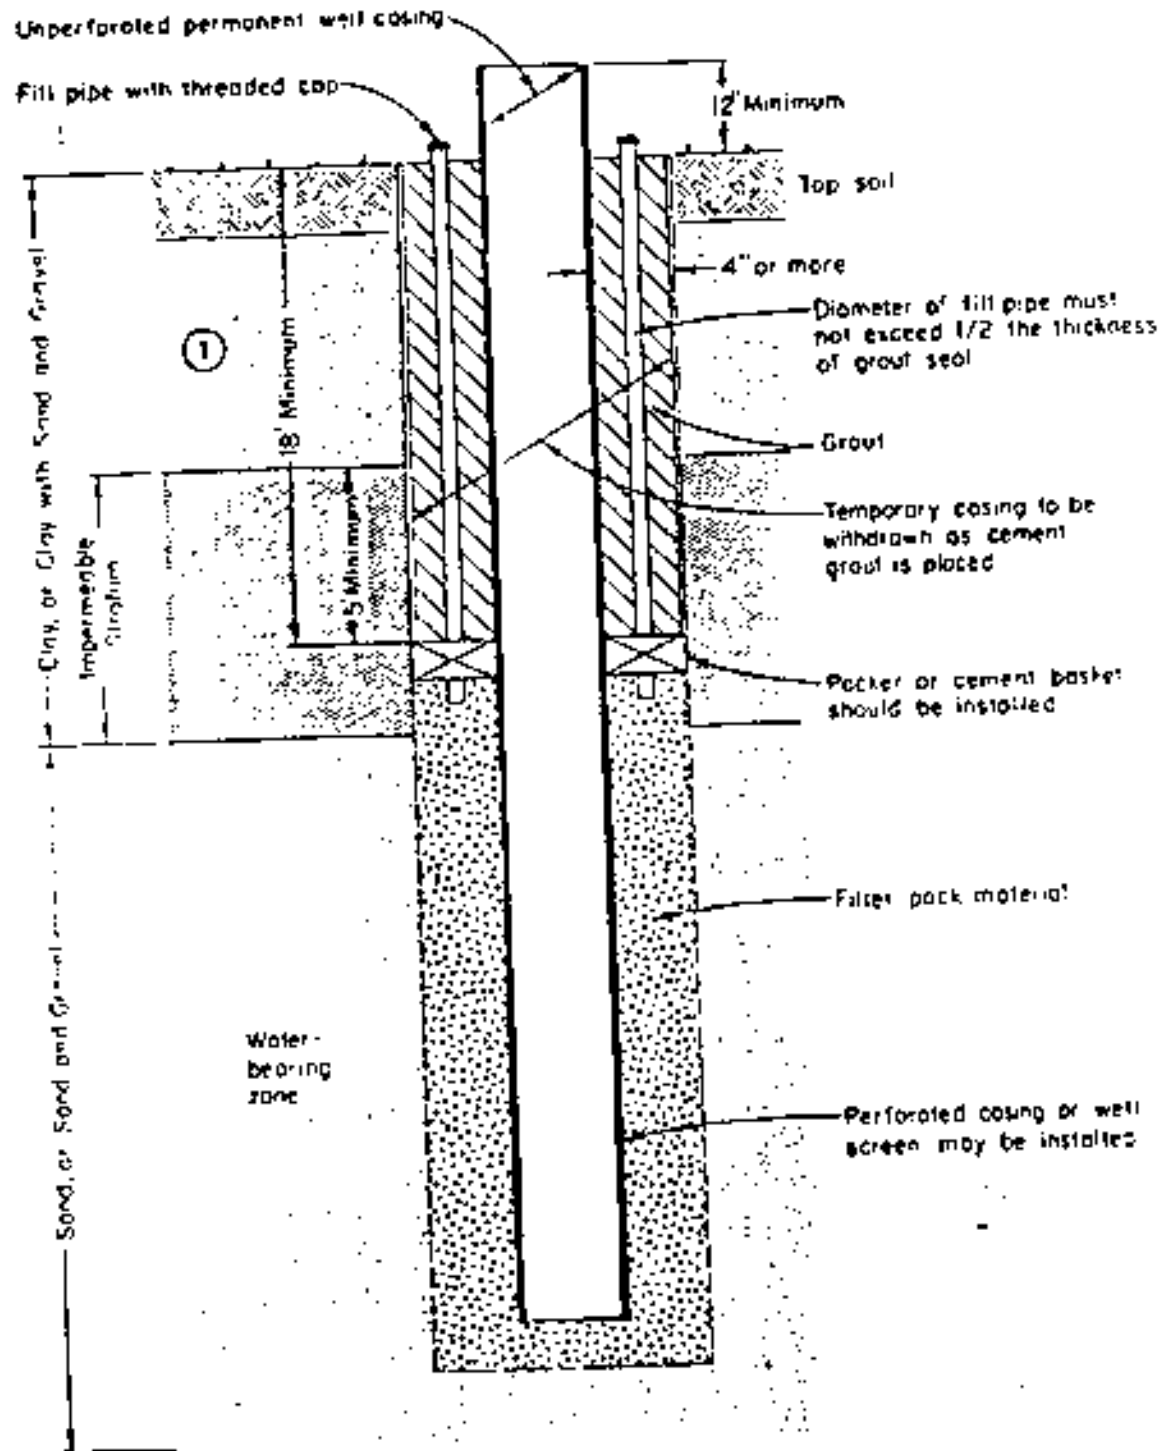 Unperforated permanent well casing
Fill pipe with threaded cap
12" Minimum
Top soil
4" or more
Diameter of fill pipe must
not exceed 1/2 the thickness
of grout seal
Grout
Temporary casing to be
withdrawn as cement
grout is placed
Packer or cement basket
should be installed
Filter pack material
Perforated casing or well
screen may be installed
Clay, or Clay with Sand and Gravel
1
18' Minimum
5' Minimum
Impermeable
Stratum
Sand, or Sand and Gravel
Water-
bearing
zone